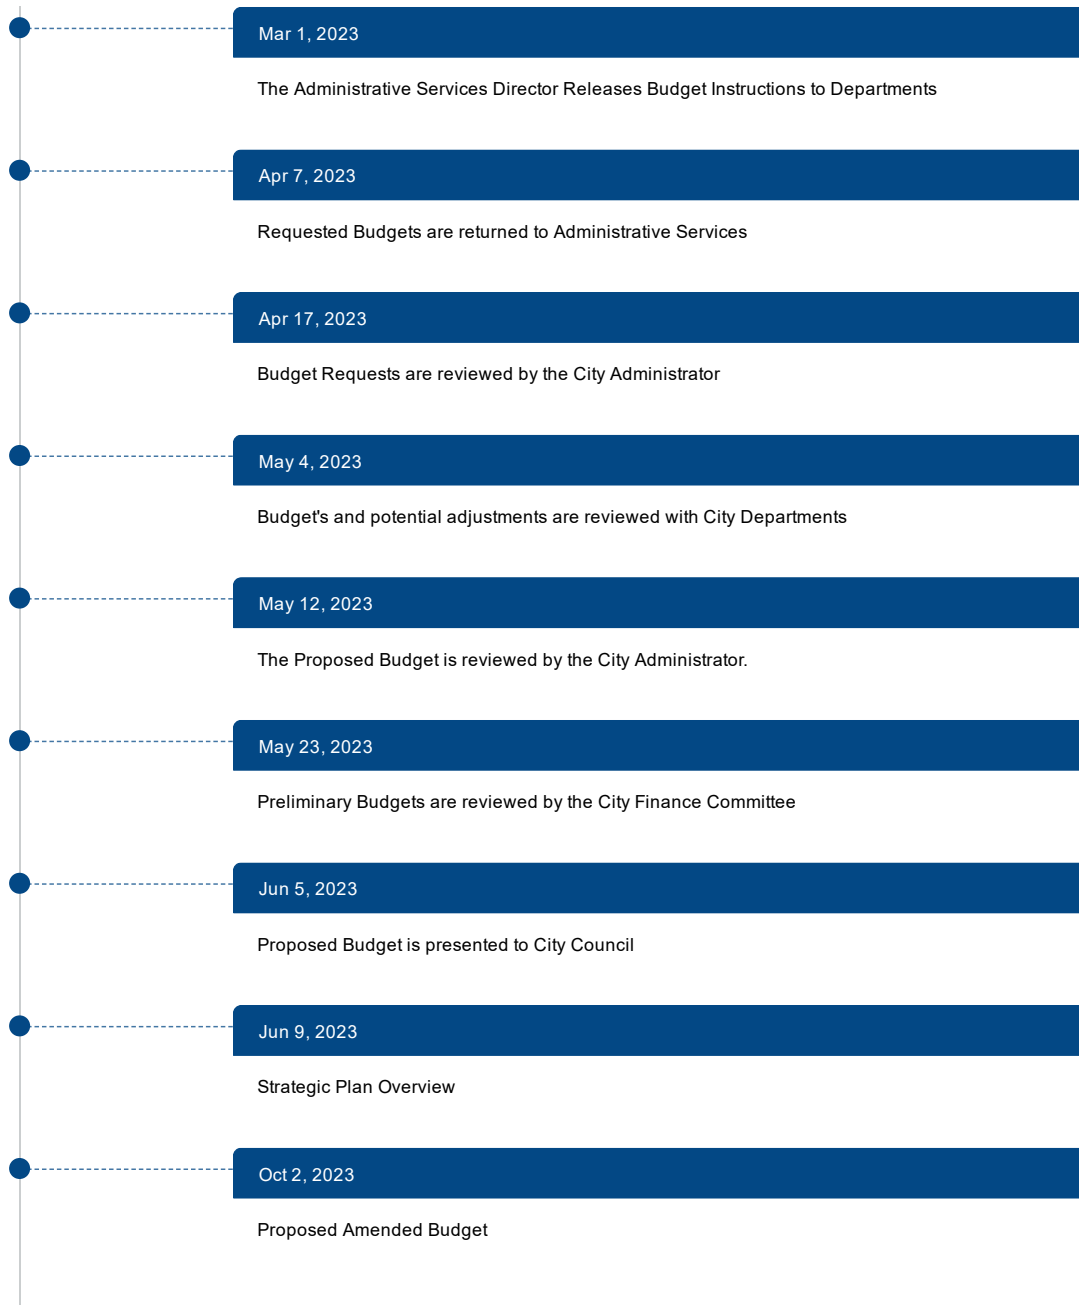 Mar 1, 2023
The Administrative Services Director Releases Budget Instructions to Departments
Apr 7, 2023
Requested Budgets are returned to Administrative Services
Apr 17, 2023
Budget Requests are reviewed by the City Administrator
May 4, 2023
Budget's and potential adjustments are reviewed with City Departments
May 12, 2023
The Proposed Budget is reviewed by the City Administrator.
May 23, 2023
Preliminary Budgets are reviewed by the City Finance Committee
Jun 5, 2023
Proposed Budget is presented to City Council
Jun 9, 2023
Strategic Plan Overview
Oct 2, 2023
Proposed Amended Budget